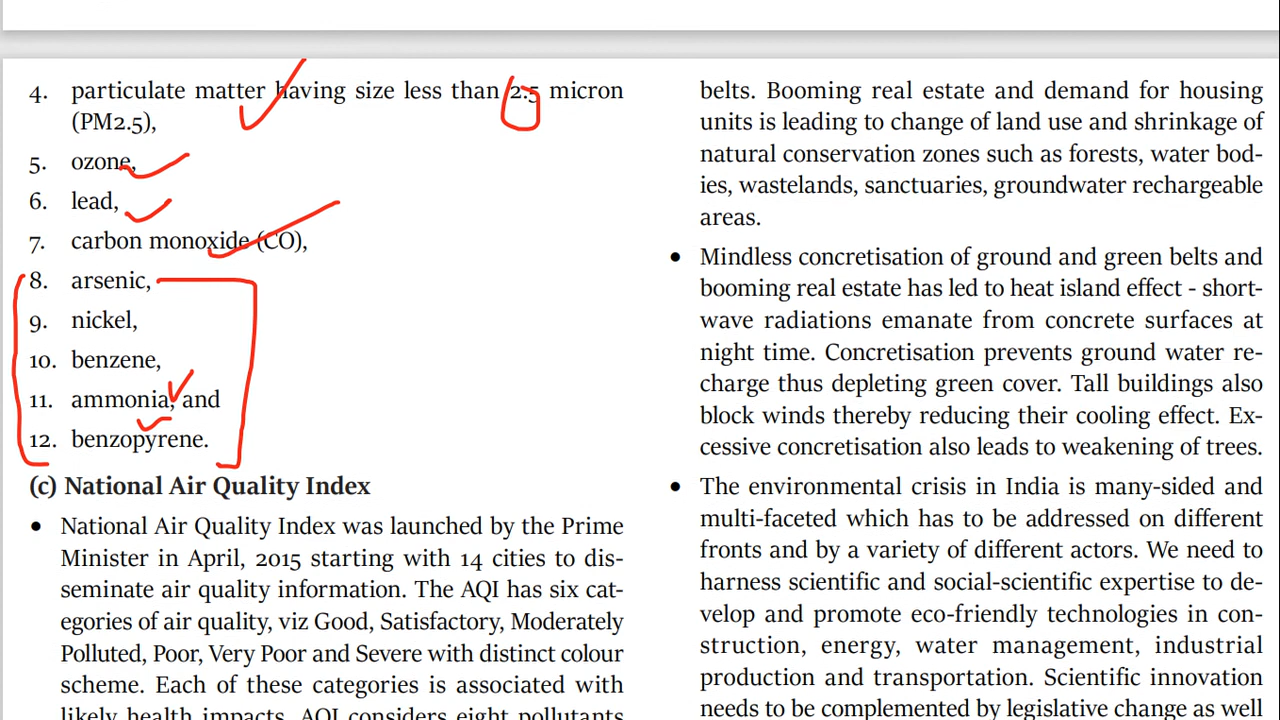 4. particulate matter having size less than 2.5 micron
(PM2.5),
5. ozone,
6. lead,
7. carbon monoxide (CO),
8. arsenic,
9. nickel,
10. benzene,
11. ammonia, and
12. benzopyrene.
(c) National Air Quality Index
• National Air Quality Index was launched by the Prime
Minister in April, 2015 starting with 14 cities to dis-
seminate air quality information. The AQI has six cat-
egories of air quality, viz Good, Satisfactory, Moderately
Polluted, Poor, Very Poor and Severe with distinct colour
scheme. Each of these categories is associated with
likely health impacts. AQI considers eight pollutants
belts. Booming real estate and demand for housing
units is leading to change of land use and shrinkage of
natural conservation zones such as forests, water bod-
ies, wastelands, sanctuaries, groundwater rechargeable
areas.
• Mindless concretisation of ground and green belts and
booming real estate has led to heat island effect - short-
wave radiations emanate from concrete surfaces at
night time. Concretisation prevents ground water re-
charge thus depleting green cover. Tall buildings also
block winds thereby reducing their cooling effect. Ex-
cessive concretisation also leads to weakening of trees.
• The environmental crisis in India is many-sided and
multi-faceted which has to be addressed on different
fronts and by a variety of different actors. We need to
harness scientific and social-scientific expertise to de-
velop and promote eco-friendly technologies in con-
struction, energy, water management, industrial
production and transportation. Scientific innovation
needs to be complemented by legislative change as well